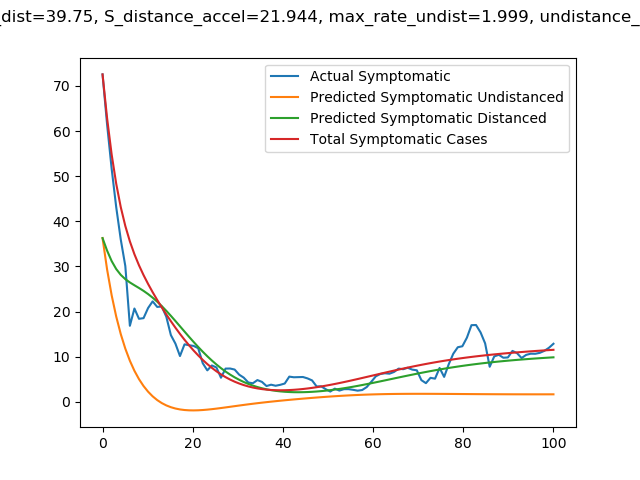 _dist=39.75, S_distance_accel=21.944, max_rate_undist=1.999, undistance_
Actual Symptomatic
Predicted Symptomatic Undistanced
Predicted Symptomatic Distanced
Total Symptomatic Cases
70
60
50
40
30
20
10
0
0 20 40 60 80 100